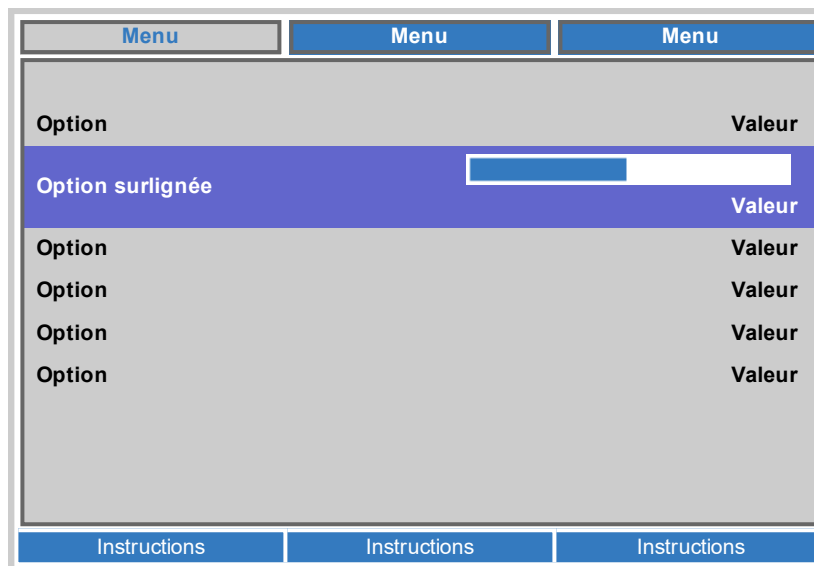 Menu Menu Menu
Option Valeur
Option surlignée
Valeur
Option Valeur
Option Valeur
Option Valeur
Option Valeur
Instructions Instructions Instructions